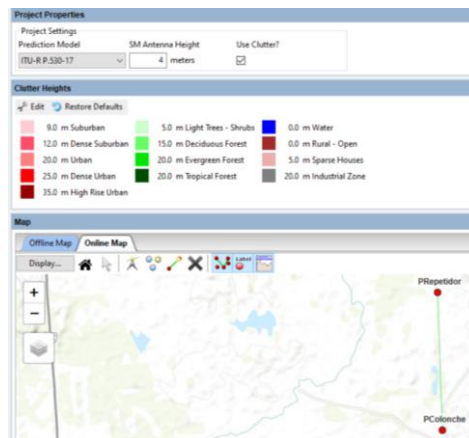 Project Properties
Project Settings
Prediction Model SM Antenna Height Use Clutter?
ITU-R P.530-17 4 meters
Clutter Heights
Edit Restore Defaults
9.0 m Suburban 5.0 m Light Trees - Shrubs 0.0 m Water
12.0 m Dense Suburban 15.0 m Deciduous Forest 0.0 m Rural - Open
20.0 m Urban 20.0 m Evergreen Forest 5.0 m Sparse Houses
25.0 m Dense Urban 20.0 m Tropical Forest 20.0 m Industrial Zone
35.0 m High Rise Urban
Map
Offline Map Online Map
Display... Label
PRepetidor
+
−
PColonche